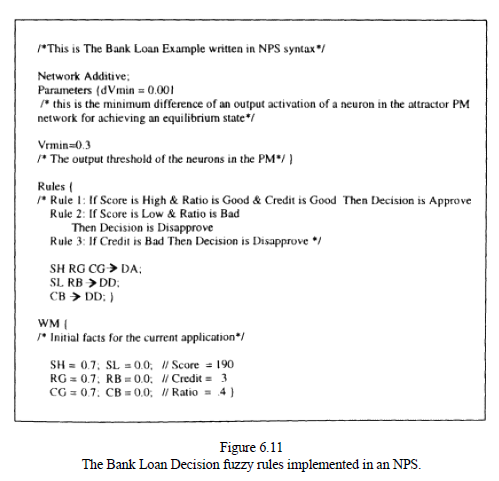 /*This is The Bank Loan Example written in NPS syntax*/
Network Additive;
Parameters {dVmin = 0.001
/* this is the minimum difference of an output activation of a neuron in the attractor PM
network for achieving an equilibrium state*/
Vrmin=0.3
/* The output threshold of the neurons in the PM*/ }
Rules {
/* Rule 1: If Score is High & Ratio is Good & Credit is Good Then Decision is Approve
Rule 2: If Score is Low & Ratio is Bad
Then Decision is Disapprove
Rule 3: If Credit is Bad Then Decision is Disapprove */
SH RG CG→ DA;
SL RB → DD;
CB → DD; }
WM {
/* Initial facts for the current application*/
SH = 0.7; SL = 0.0; // Score = 190
RG = 0.7; RB = 0.0; // Credit = 3
CG = 0.7; CB = 0.0; // Ratio = .4 }
Figure 6.11
The Bank Loan Decision fuzzy rules implemented in an NPS.